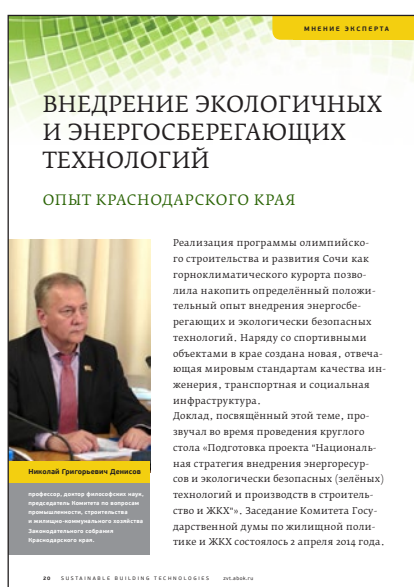 МНЕНИЕ ЭКСПЕРТА
ВНЕДРЕНИЕ ЭКОЛОГИЧНЫХ
И ЭНЕРГОСБЕРЕГАЮЩИХ
ТЕХНОЛОГИЙ
ОПЫТ КРАСНОДАРСКОГО КРАЯ
Николай Григорьевич Денисов
профессор, доктор философских наук,
председатель Комитета по вопросам
промышленности, строительства
и жилищно-коммунального хозяйства
Законодательного собрания
Краснодарского края.
Реализация программы олимпийско-
го строительства и развития Сочи как
горноклиматического курорта позво-
лила накопить определённый положи-
тельный опыт внедрения энергосбе-
регающих и экологически безопасных
технологий. Наряду со спортивными
объектами в крае создана новая, отвеча-
ющая мировым стандартам качества ин-
женерия, транспортная и социальная
инфраструктура.
Доклад, посвящённый этой теме, про-
звучал во время проведения круглого
стола «Подготовка проекта "Националь-
ная стратегия внедрения энергоресур-
сов и экологически безопасных (зелёных)
технологий и производств в строитель-
ство и ЖКХ"». Заседание Комитета Госу-
дарственной думы по жилищной поли-
тике и ЖКХ состоялось 2 апреля 2014 года.
20 SUSTAINABLE BUILDING TECHNOLOGIES zvt.abok.ru